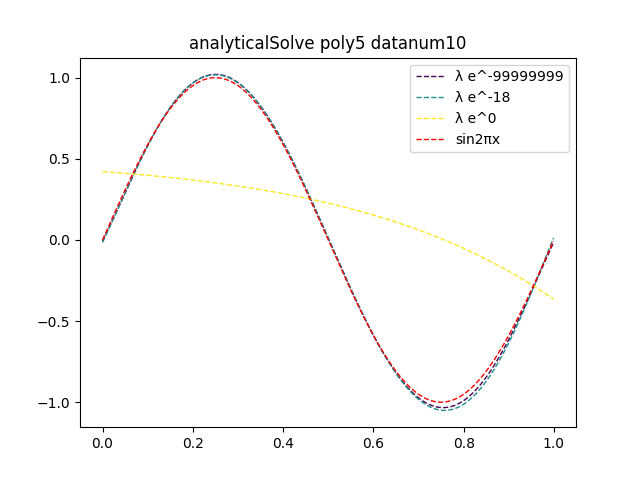 analyticalSolve poly5 datanum10
λ e^-99999999
λ e^-18
λ e^0
sin2πx
1.0
0.5
0.0
−0.5
−1.0
0.0 0.2 0.4 0.6 0.8 1.0